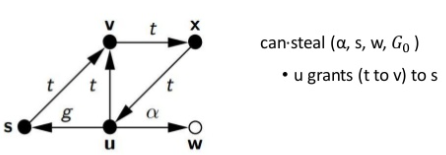 v t x
can·steal (α, s, w, G₀ )
• u grants (t to v) to s
t t t
s g α
u w